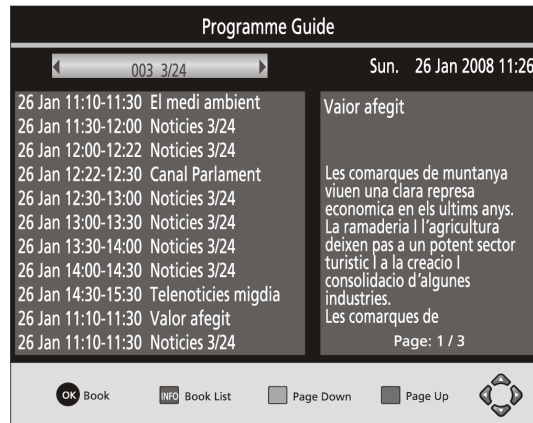 Programme Guide
003 3/24
Sun. 26 Jan 2008 11:26
26 Jan 11:10-11:30 El medi ambient
26 Jan 11:30-12:00 Noticies 3/24
26 Jan 12:00-12:22 Noticies 3/24
26 Jan 12:22-12:30 Canal Parlament
26 Jan 12:30-13:00 Noticies 3/24
26 Jan 13:00-13:30 Noticies 3/24
26 Jan 13:30-14:00 Noticies 3/24
26 Jan 14:00-14:30 Noticies 3/24
26 Jan 14:30-15:30 Telenoticies migdia
26 Jan 11:10-11:30 Valor afegit
26 Jan 11:10-11:30 Noticies 3/24
Vaior afegit
Les comarques de muntanya
viuen una clara represa
economica en els ultims anys.
La ramaderia I l'agricultura
deixen pas a un potent sector
turistic l a la creacio l
consolidacio d'algunes
industries.
Les comarques de
Page: 1 / 3
OK Book
INFO Book List
Page Down
Page Up